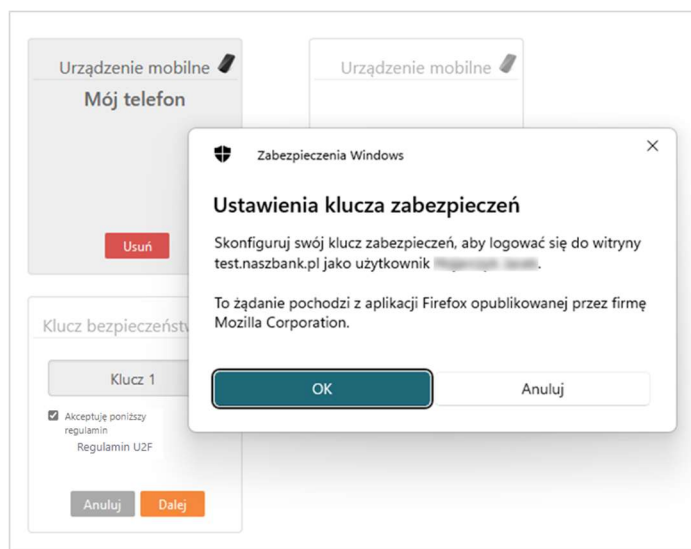 Urządzenie mobilne
Mój telefon
Usuń
Urządzenie mobilne
Zabezpieczenia Windows
Ustawienia klucza zabezpieczeń
Skonfiguruj swój klucz zabezpieczeń, aby logować się do witryny
test.naszbank.pl jako użytkownik .
To żądanie pochodzi z aplikacji Firefox opublikowanej przez firmę
Mozilla Corporation.
OK
Anuluj
Klucz
Klucz 1
Akceptuję poniższy
regulamin
Regulamin U2F
Anuluj
Dalej